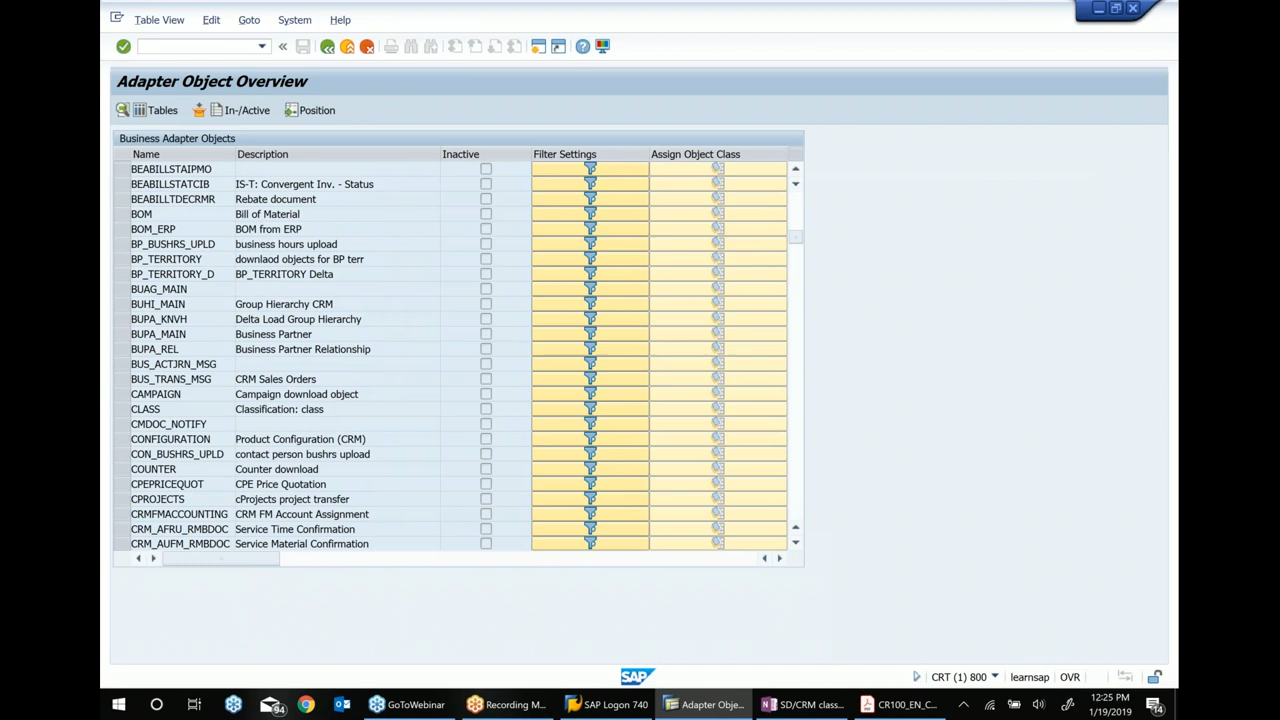 Table View Edit Goto System Help
Adapter Object Overview
Tables In-/Active Position
Business Adapter Objects
Name Description Inactive Filter Settings Assign Object Class
BEABILLSTAIPMO
BEABILLSTATCIB IS-T: Convergent Inv. - Status
BEABILLTDECRMR Rebate document
BOM Bill of Material
BOM_ERP BOM from ERP
BP_BUSHRS_UPLD business hours upload
BP_TERRITORY downlaod objects for BP terr
BP_TERRITORY_D BP_TERRITORY Delta
BUAG_MAIN
BUHI_MAIN Group Hierarchy CRM
BUPA_KNVH Delta Load Group Hierarchy
BUPA_MAIN Business Partner
BUPA_REL Business Partner Relationship
BUS_ACTJRN_MSG
BUS_TRANS_MSG CRM Sales Orders
CAMPAIGN Campaign download object
CLASS Classification: class
CMDOC_NOTIFY
CONFIGURATION Product Configuration (CRM)
CON_BUSHRS_UPLD contact person bushrs upload
COUNTER Counter download
CPEPRICEQUOT CPE Price Quotation
CPROJECTS cProjects project transfer
CRMFMACCOUNTING CRM FM Account Assignment
CRM_AFRU_RMBDOC Service Time Confirmation
CRM_AUFM_RMBDOC Service Material Confirmation
SAP CRT (1) 800 learnsap OVR
94 GoToWebinar Recording M... SAP Logon 740 Adapter Obje... SD/CRM class... CR100_EN_C... 12:25 PM
1/19/2019 14